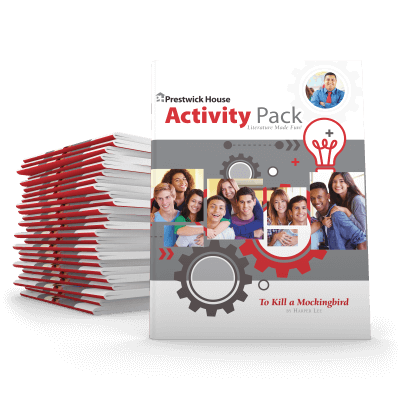 Prestwick House
Activity Pack
Literature Made Fun!
To Kill a Mockingbird
by Harper Lee